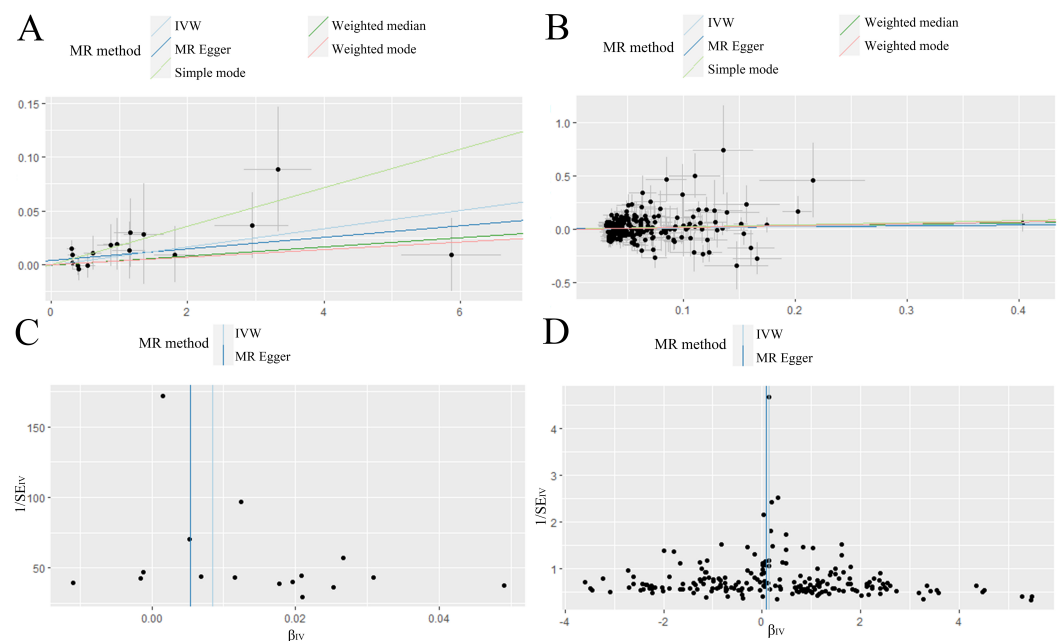 A
MR method
IVW
MR Egger
Simple mode
Weighted median
Weighted mode
0.15
0.10
0.05
0.00
0
2
4
6
B
MR method
IVW
MR Egger
Simple mode
Weighted median
Weighted mode
1.0
0.5
0.0
-0.5
0.1
0.2
0.3
0.4
C
MR method
IVW
MR Egger
1/SEIV
150
100
50
0.00
0.02
0.04
βIV
D
MR method
IVW
MR Egger
1/SEIV
4
3
2
1
-4
-2
0
2
4
βIV